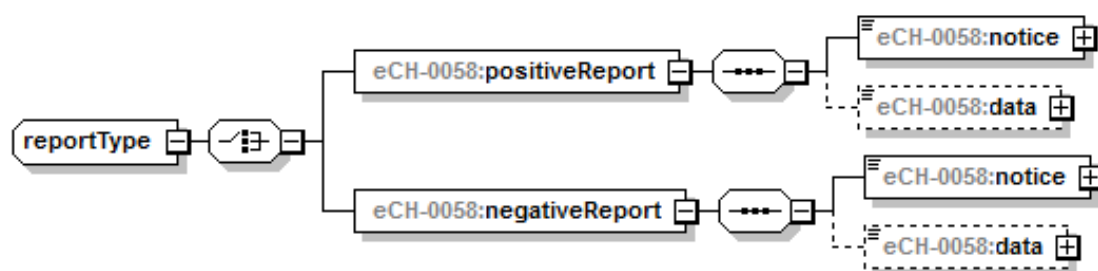 eCH-0058:notice
eCH-0058:positiveReport
eCH-0058:data
reportType
eCH-0058:notice
eCH-0058:negativeReport
eCH-0058:data